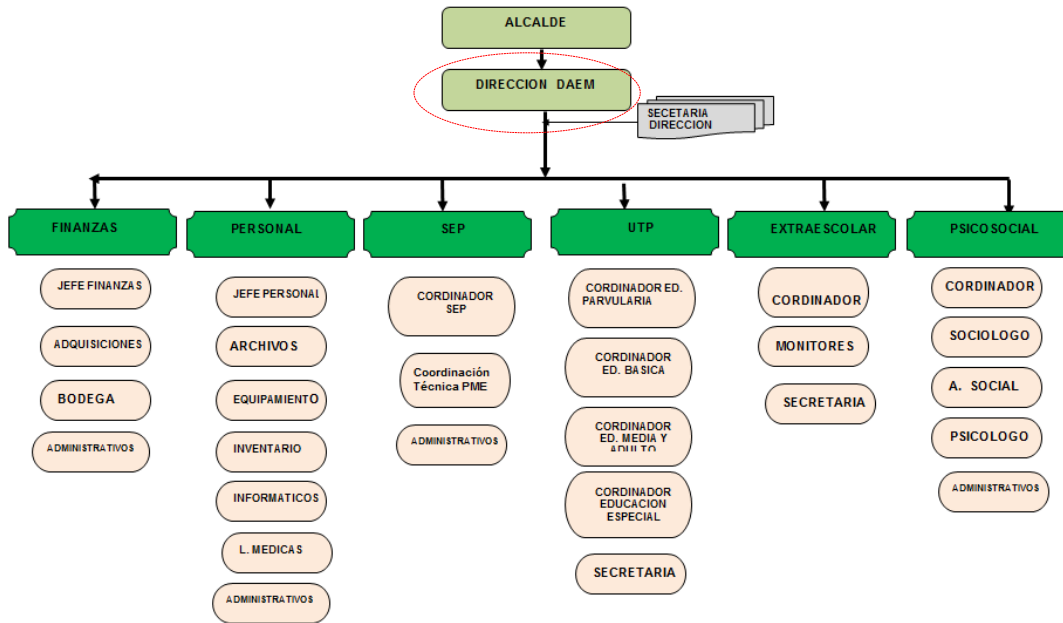 ALCALDE
DIRECCION DAEM
SECETARIA
DIRECCION
FINANZAS
PERSONAL
SEP
UTP
EXTRAESCOLAR
PSICOSOCIAL
JEFE FINANZAS
ADQUISICIONES
BODEGA
ADMINISTRATIVOS
JEFE PERSONAL
ARCHIVOS
EQUIPAMIENTO
INVENTARIO
INFORMATICOS
L. MEDICAS
ADMINISTRATIVOS
CORDINADOR
SEP
Coordinación
Técnica PME
ADMINISTRATIVOS
CORDINADOR ED.
PARVULARIA
CORDINADOR
ED. BASICA
CORDINADOR
ED. MEDIA Y
ADULTO
CORDINADOR
EDUCACION
ESPECIAL
SECRETARIA
CORDINADOR
MONITORES
SECRETARIA
CORDINADOR
SOCIOLOGO
A. SOCIAL
PSICOLOGO
ADMINISTRATIVOS